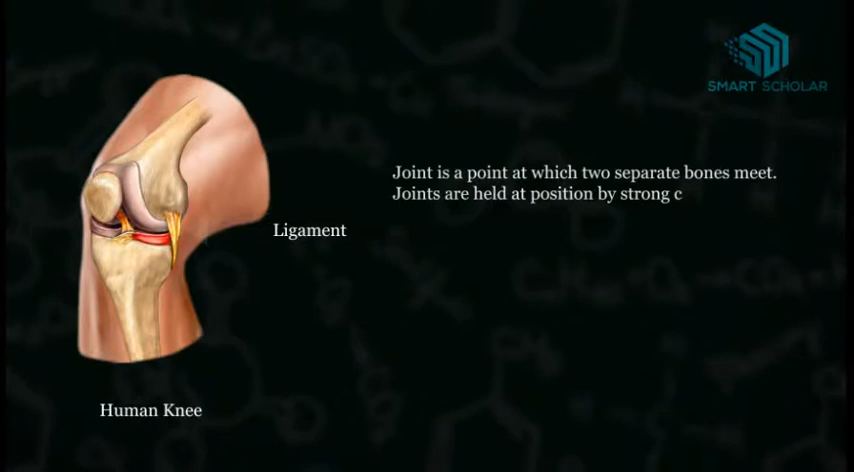 SMART SCHOLAR
Joint is a point at which two separate bones meet.
Joints are held at position by strong c
Ligament
Human Knee